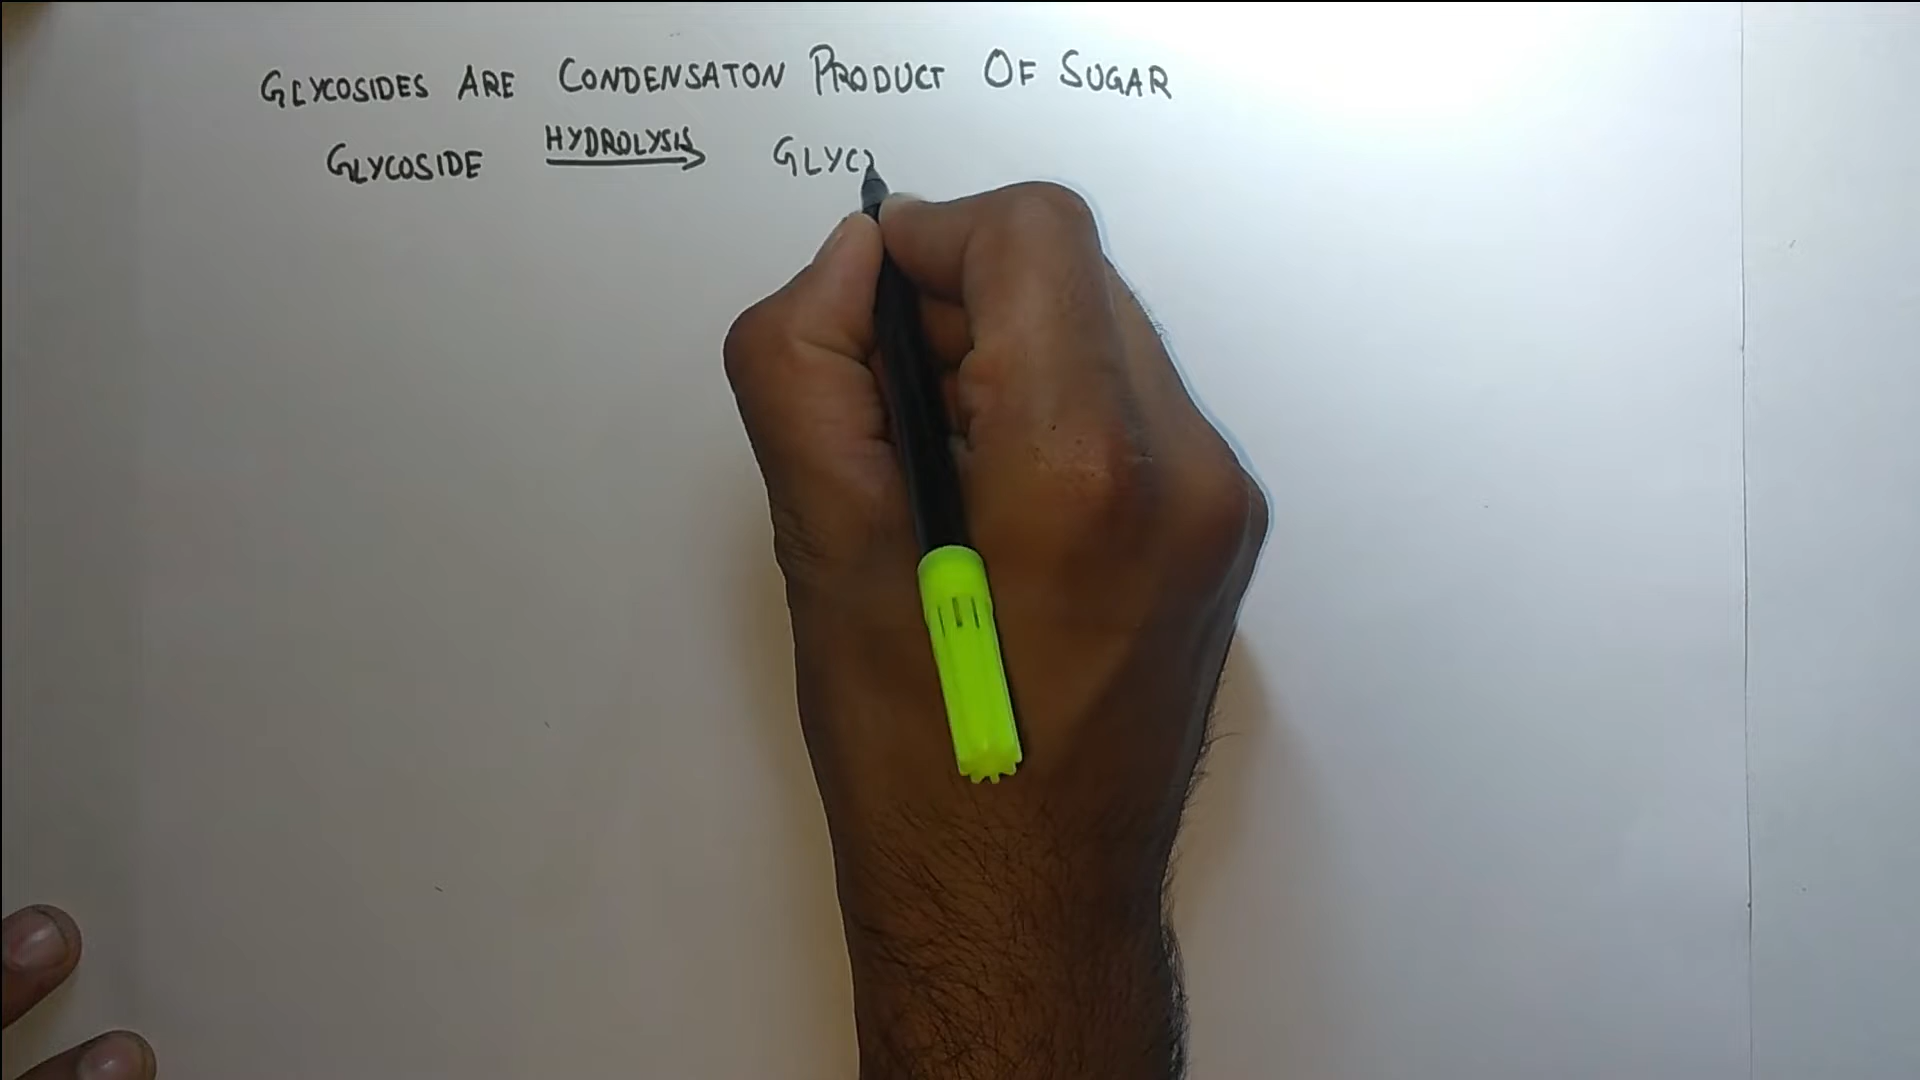 GLYCOSIDES ARE CONDENSATON PRODUCT OF SUGAR
GLYCOSIDE HYDROLYSIS GLYC